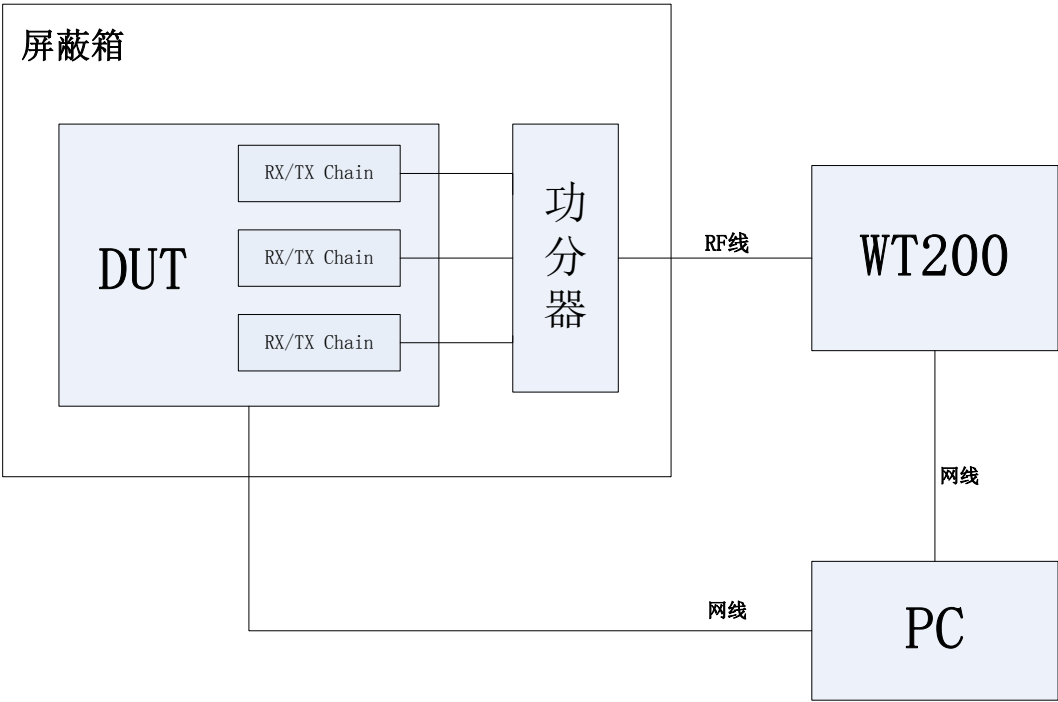 屏蔽箱
DUT
RX/TX Chain
RX/TX Chain
RX/TX Chain
功
分
器
RF线
WT200
网线
网线
PC